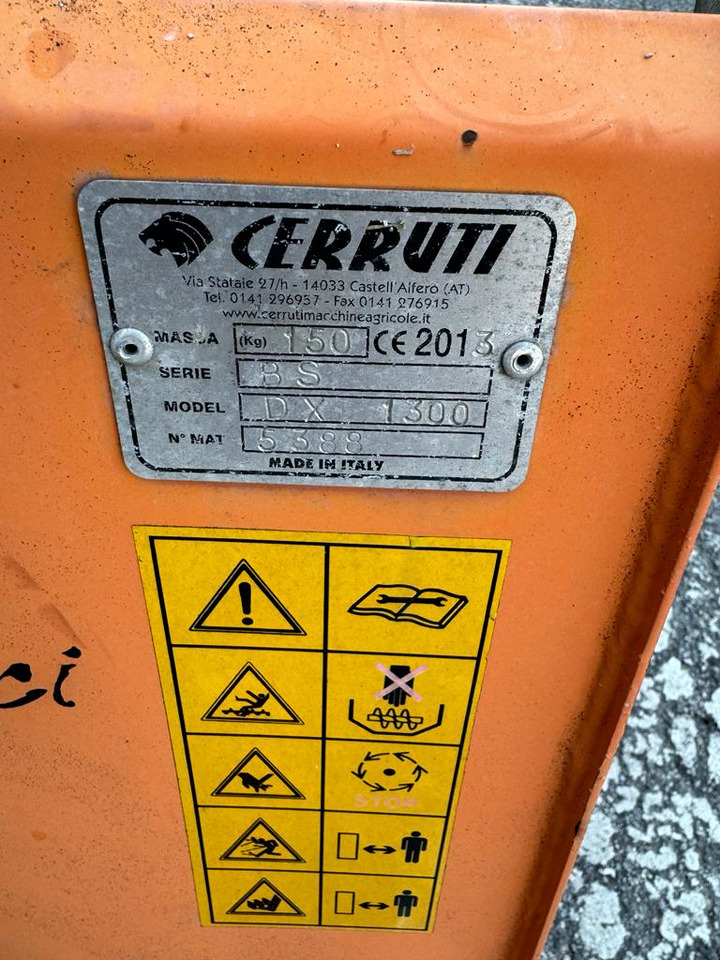 CERRUTI
Via Statale 27/h - 14033 Castell'Alfero (AT)
Tel. 0141 296957 - Fax 0141 276915
www.cerrutimacchineagricole.it
MASSA (Kg) 150 CE 2013
SERIE BS
MODEL DX 1300
N° MAT 5388
MADE IN ITALY
STOP